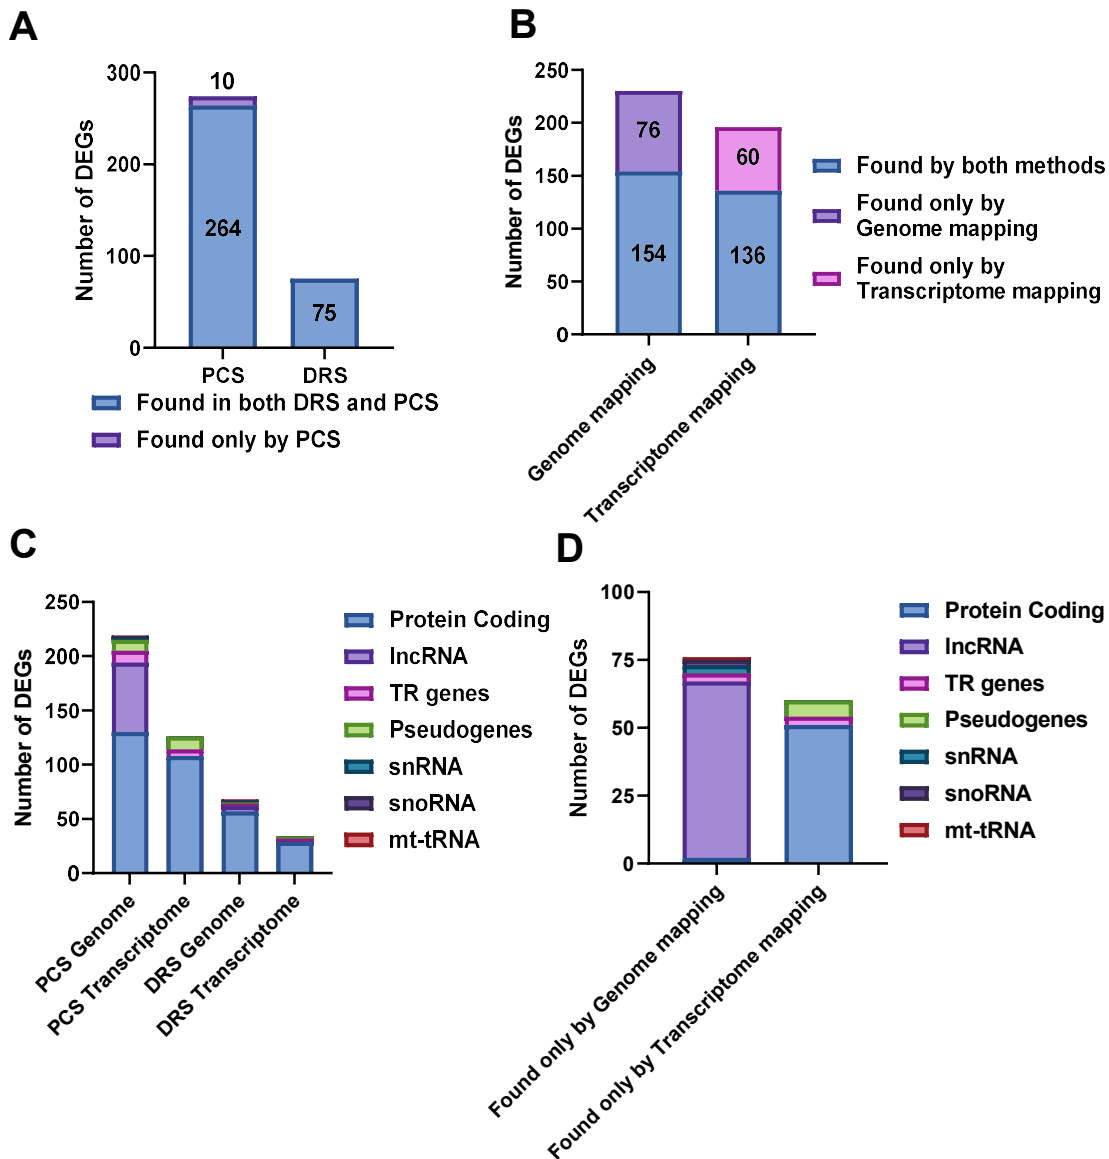 A
Number of DEGs
300
200
100
0
10
264
75
PCS
DRS
Found in both DRS and PCS
Found only by PCS
B
Number of DEGs
250
200
150
100
50
0
76
154
60
136
Genome mapping
Transcriptome mapping
Found by both methods
Found only by
Genome mapping
Found only by
Transcriptome mapping
C
Number of DEGs
250
200
150
100
50
0
PCS Genome
PCS Transcriptome
DRS Genome
DRS Transcriptome
Protein Coding
lncRNA
TR genes
Pseudogenes
snRNA
snoRNA
mt-tRNA
D
Number of DEGs
100
75
50
25
0
Found only by Genome mapping
Found only by Transcriptome mapping
Protein Coding
lncRNA
TR genes
Pseudogenes
snRNA
snoRNA
mt-tRNA